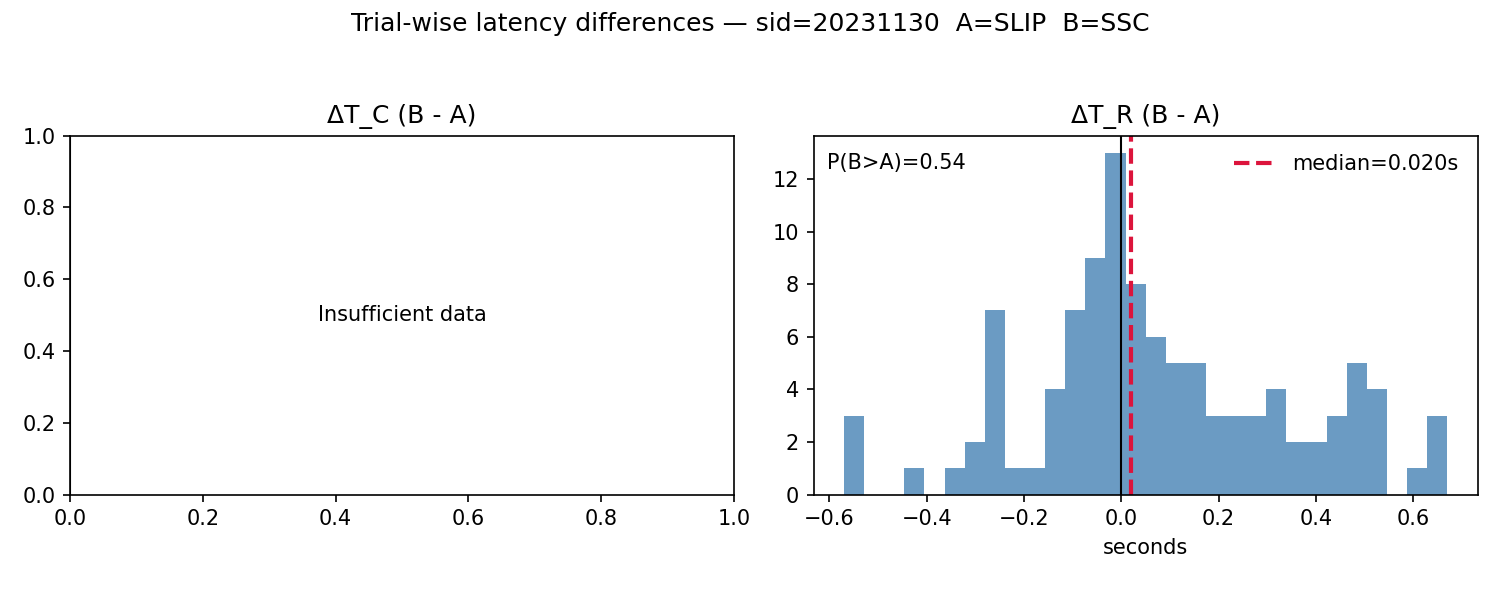 Trial-wise latency differences — sid=20231130  A=SLIP  B=SSC
ΔT_C (B - A)
1.0
0.8
0.6
0.4
0.2
0.0
Insufficient data
0.0 0.2 0.4 0.6 0.8 1.0
ΔT_R (B - A)
P(B>A)=0.54
median=0.020s
12
10
8
6
4
2
0
−0.6 −0.4 −0.2 0.0 0.2 0.4 0.6
seconds